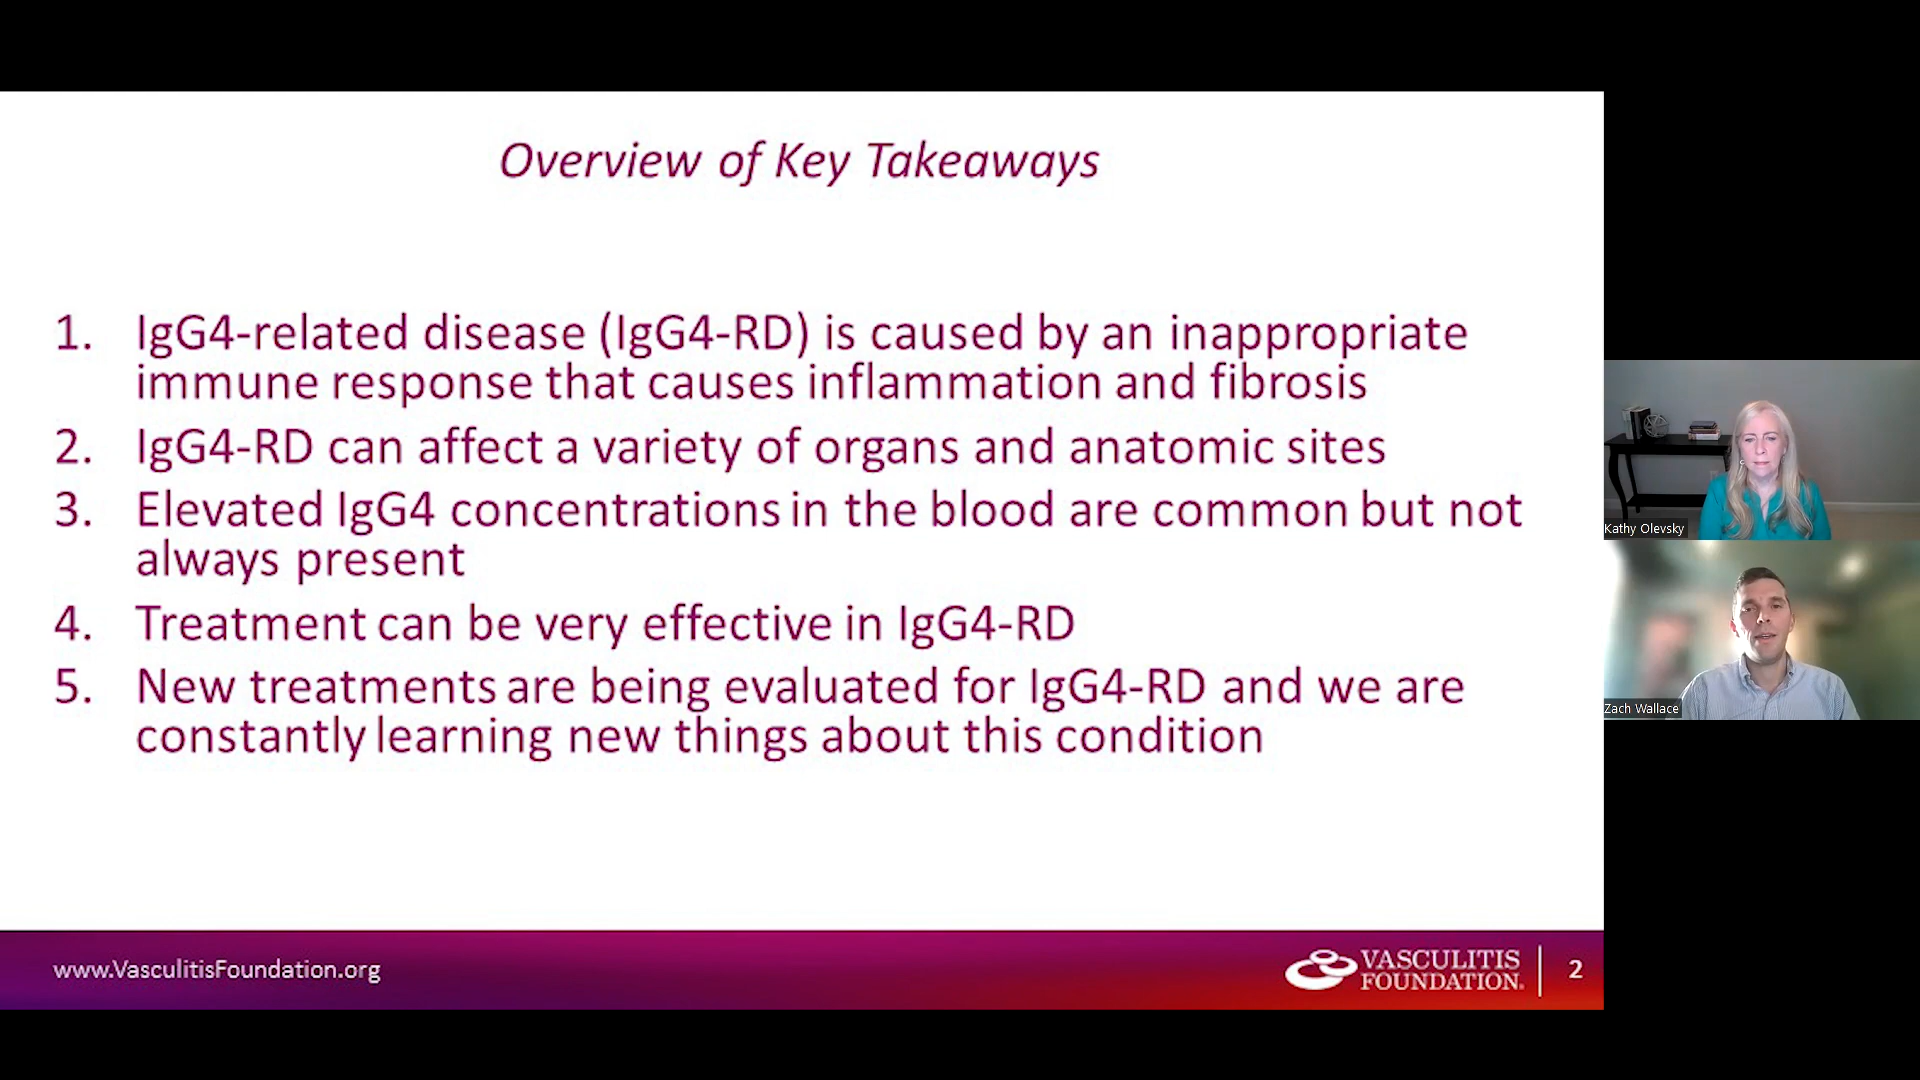 Overview of Key Takeaways
1. IgG4-related disease (IgG4-RD) is caused by an inappropriate
immune response that causes inflammation and fibrosis
2. IgG4-RD can affect a variety of organs and anatomic sites
3. Elevated IgG4 concentrations in the blood are common but not
always present
4. Treatment can be very effective in IgG4-RD
5. New treatments are being evaluated for IgG4-RD and we are
constantly learning new things about this condition
Kathy Olevsky
Zach Wallace
www.VasculitisFoundation.org
VASCULITIS
FOUNDATION®
2